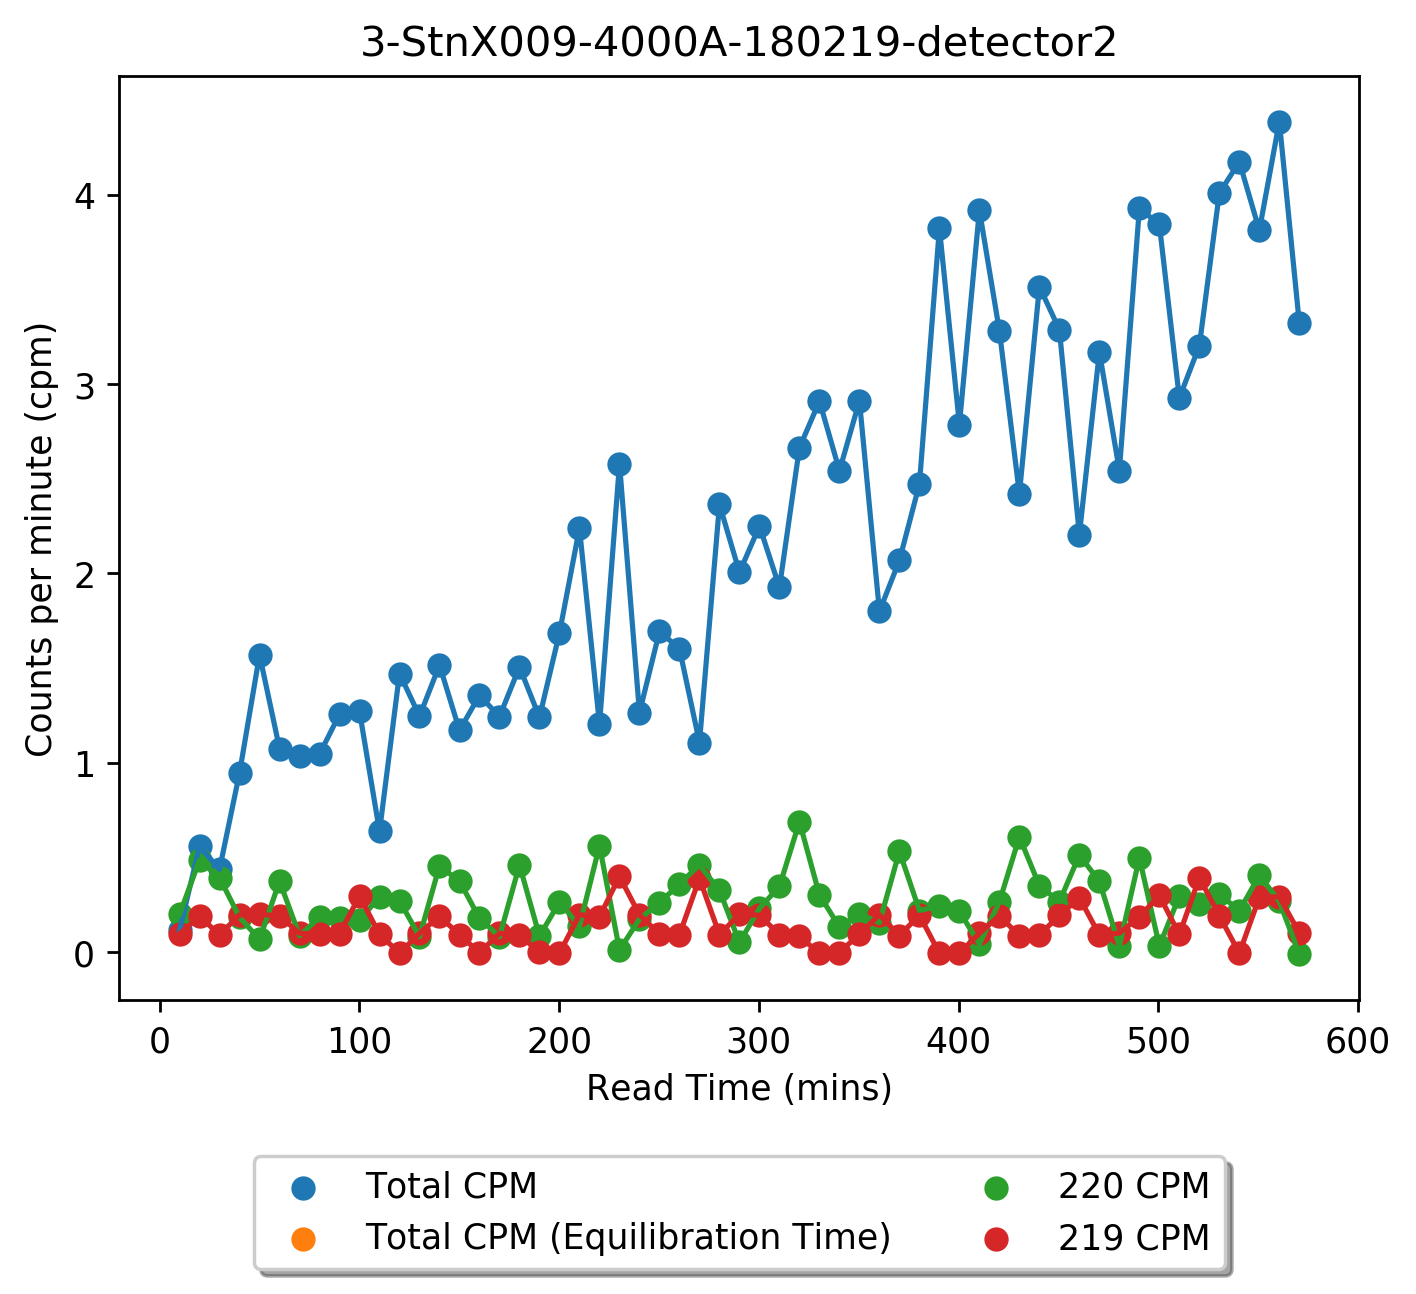 3-StnX009-4000A-180219-detector2
Counts per minute (cpm)
4
3
2
1
0
0 100 200 300 400 500 600
Read Time (mins)
Total CPM
Total CPM (Equilibration Time)
220 CPM
219 CPM